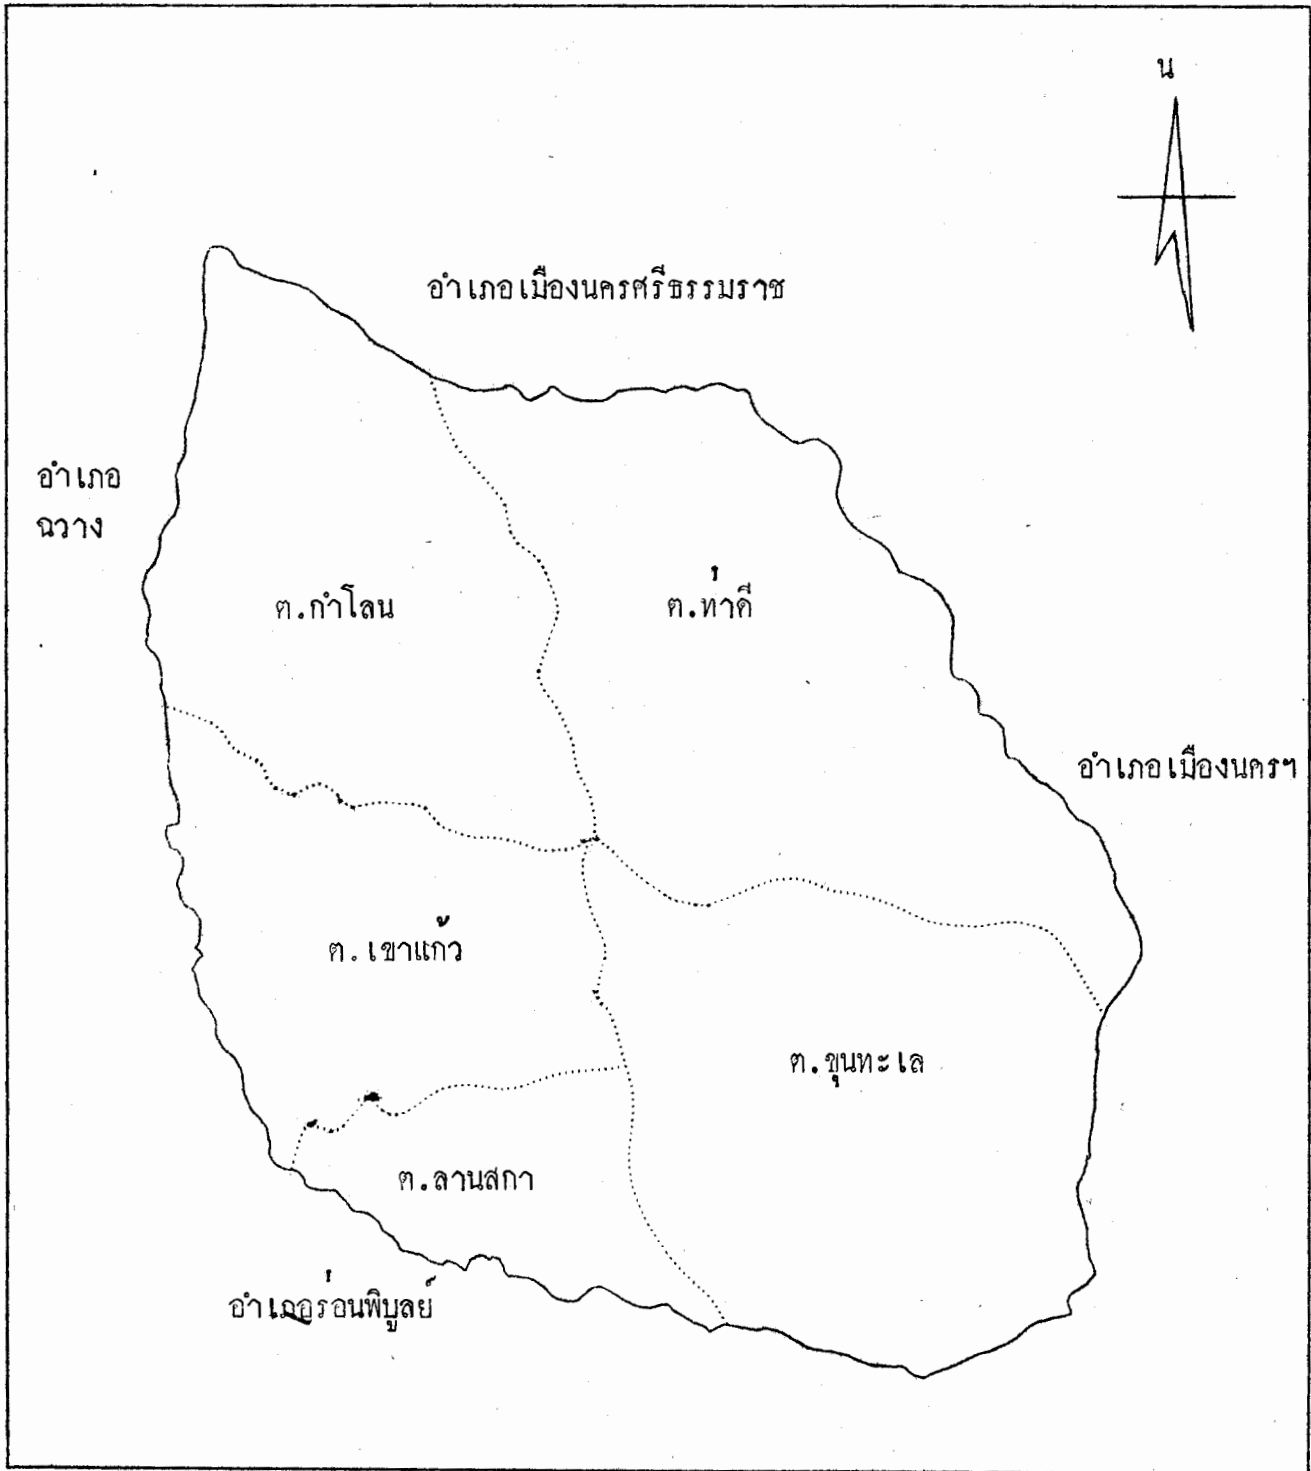 น
อำเภอเมืองนครศรีธรรมราช
อำเภอ
ฉวาง
ต.กำโลน
ต.ท่าดี
อำเภอเมืองนครฯ
ต.เขาแก้ว
ต.ขุนทะเล
ต.ลานสกา
อำเภอร่อนพิบูลย์